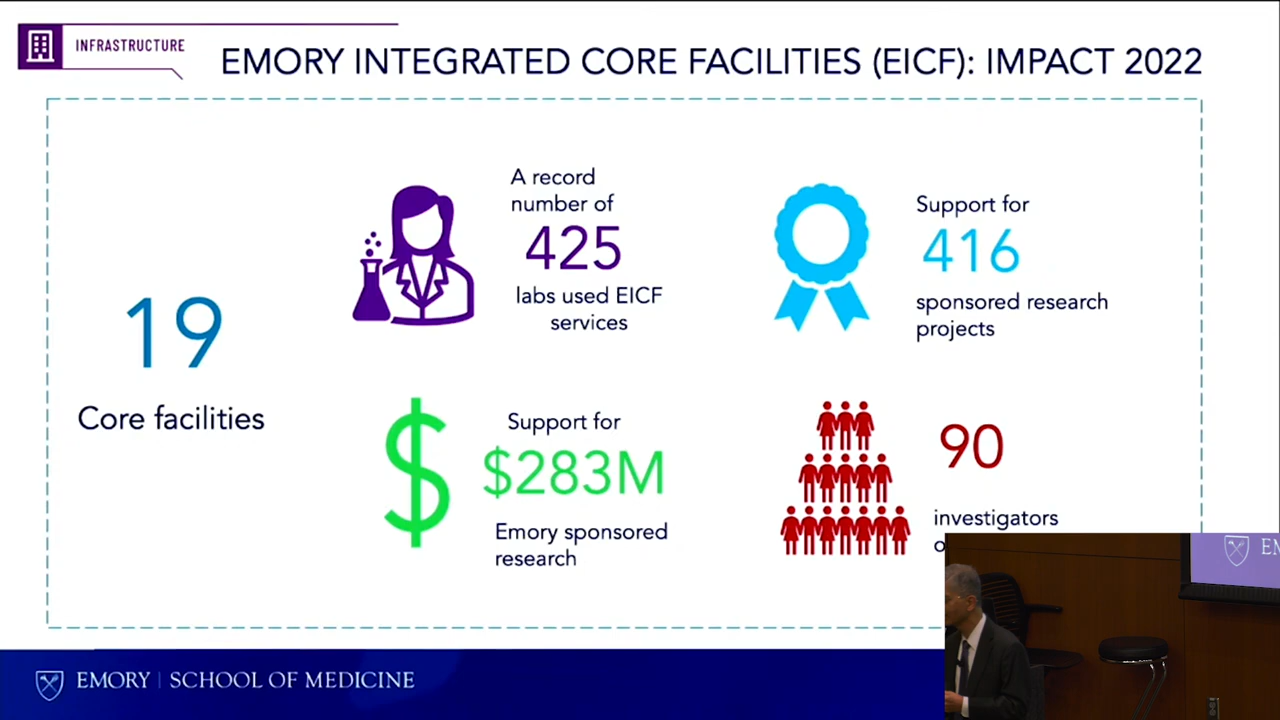 INFRASTRUCTURE
EMORY INTEGRATED CORE FACILITIES (EICF): IMPACT 2022
19
Core facilities
A record
number of
425
labs used EICF
services
Support for
416
sponsored research
projects
Support for
$283M
Emory sponsored
research
90
investigators
EMORY | SCHOOL OF MEDICINE